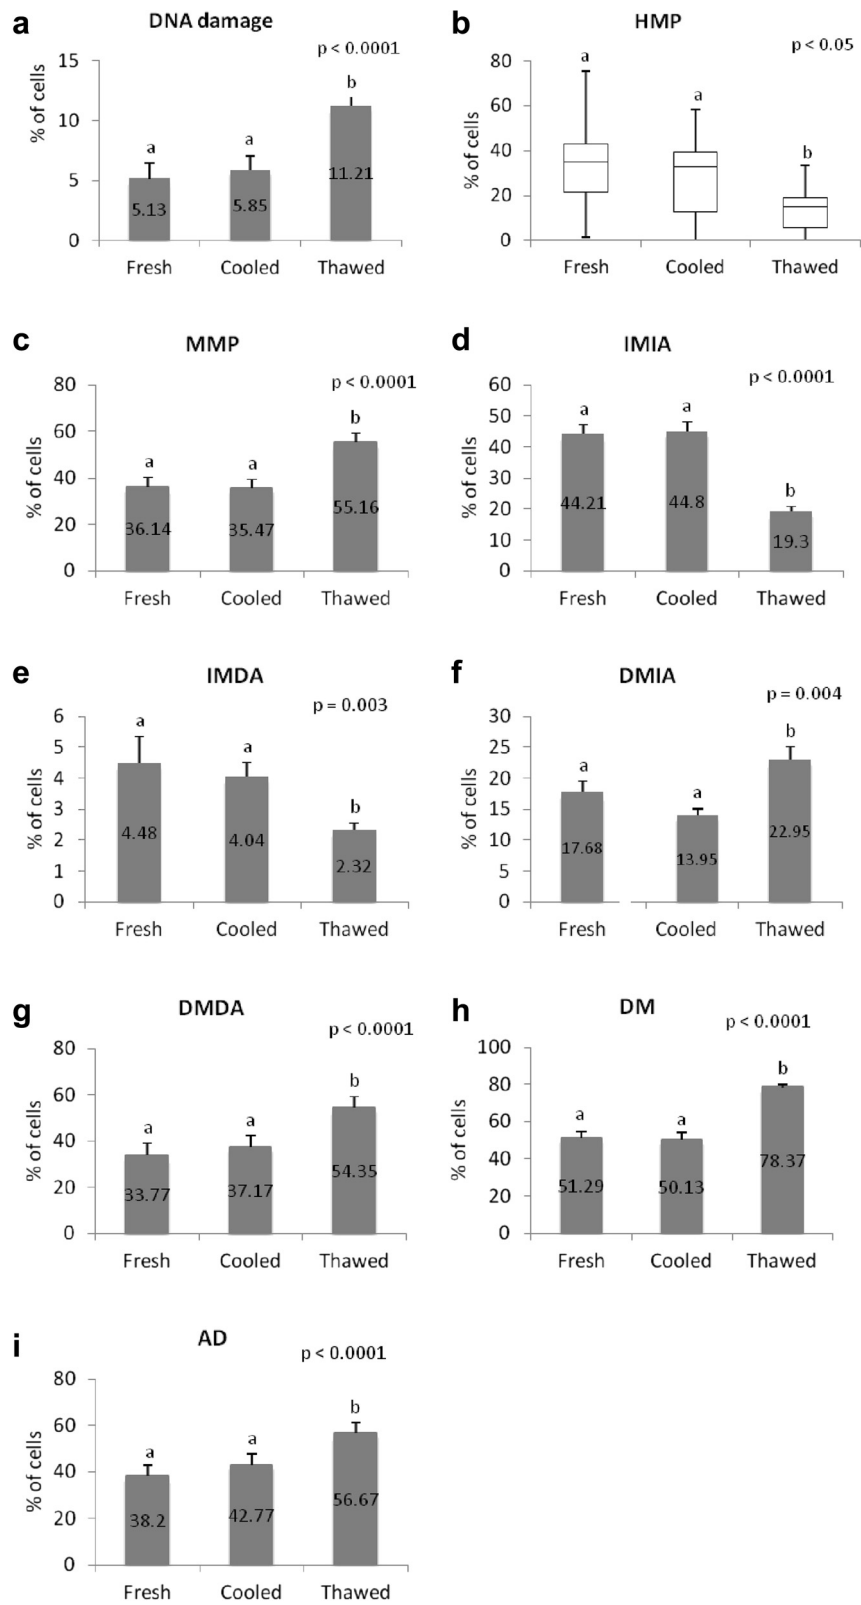 a
DNA damage
p < 0.0001
% of cells
15
10
5
0
a
a
b
5.13
5.85
11.21
Fresh Cooled Thawed
b
HMP
p < 0.05
% of cells
80
60
40
20
0
a
a
b
Fresh Cooled Thawed
c
MMP
p < 0.0001
% of cells
80
60
40
20
0
a
a
b
36.14
35.47
55.16
Fresh Cooled Thawed
d
IMIA
p < 0.0001
% of cells
60
50
40
30
20
10
0
a
a
b
44.21
44.8
19.3
Fresh Cooled Thawed
e
IMDA
p = 0.003
% of cells
6
5
4
3
2
1
0
a
a
b
4.48
4.04
2.32
Fresh Cooled Thawed
f
DMIA
p = 0.004
% of cells
30
25
20
15
10
5
0
a
a
b
17.68
13.95
22.95
Fresh Cooled Thawed
g
DMDA
p < 0.0001
% of cells
80
60
40
20
0
a
a
b
33.77
37.17
54.35
Fresh Cooled Thawed
h
DM
p < 0.0001
% of cells
100
80
60
40
20
0
a
a
b
51.29
50.13
78.37
Fresh Cooled Thawed
i
AD
p < 0.0001
% of cells
80
60
40
20
0
a
a
b
38.2
42.77
56.67
Fresh Cooled Thawed